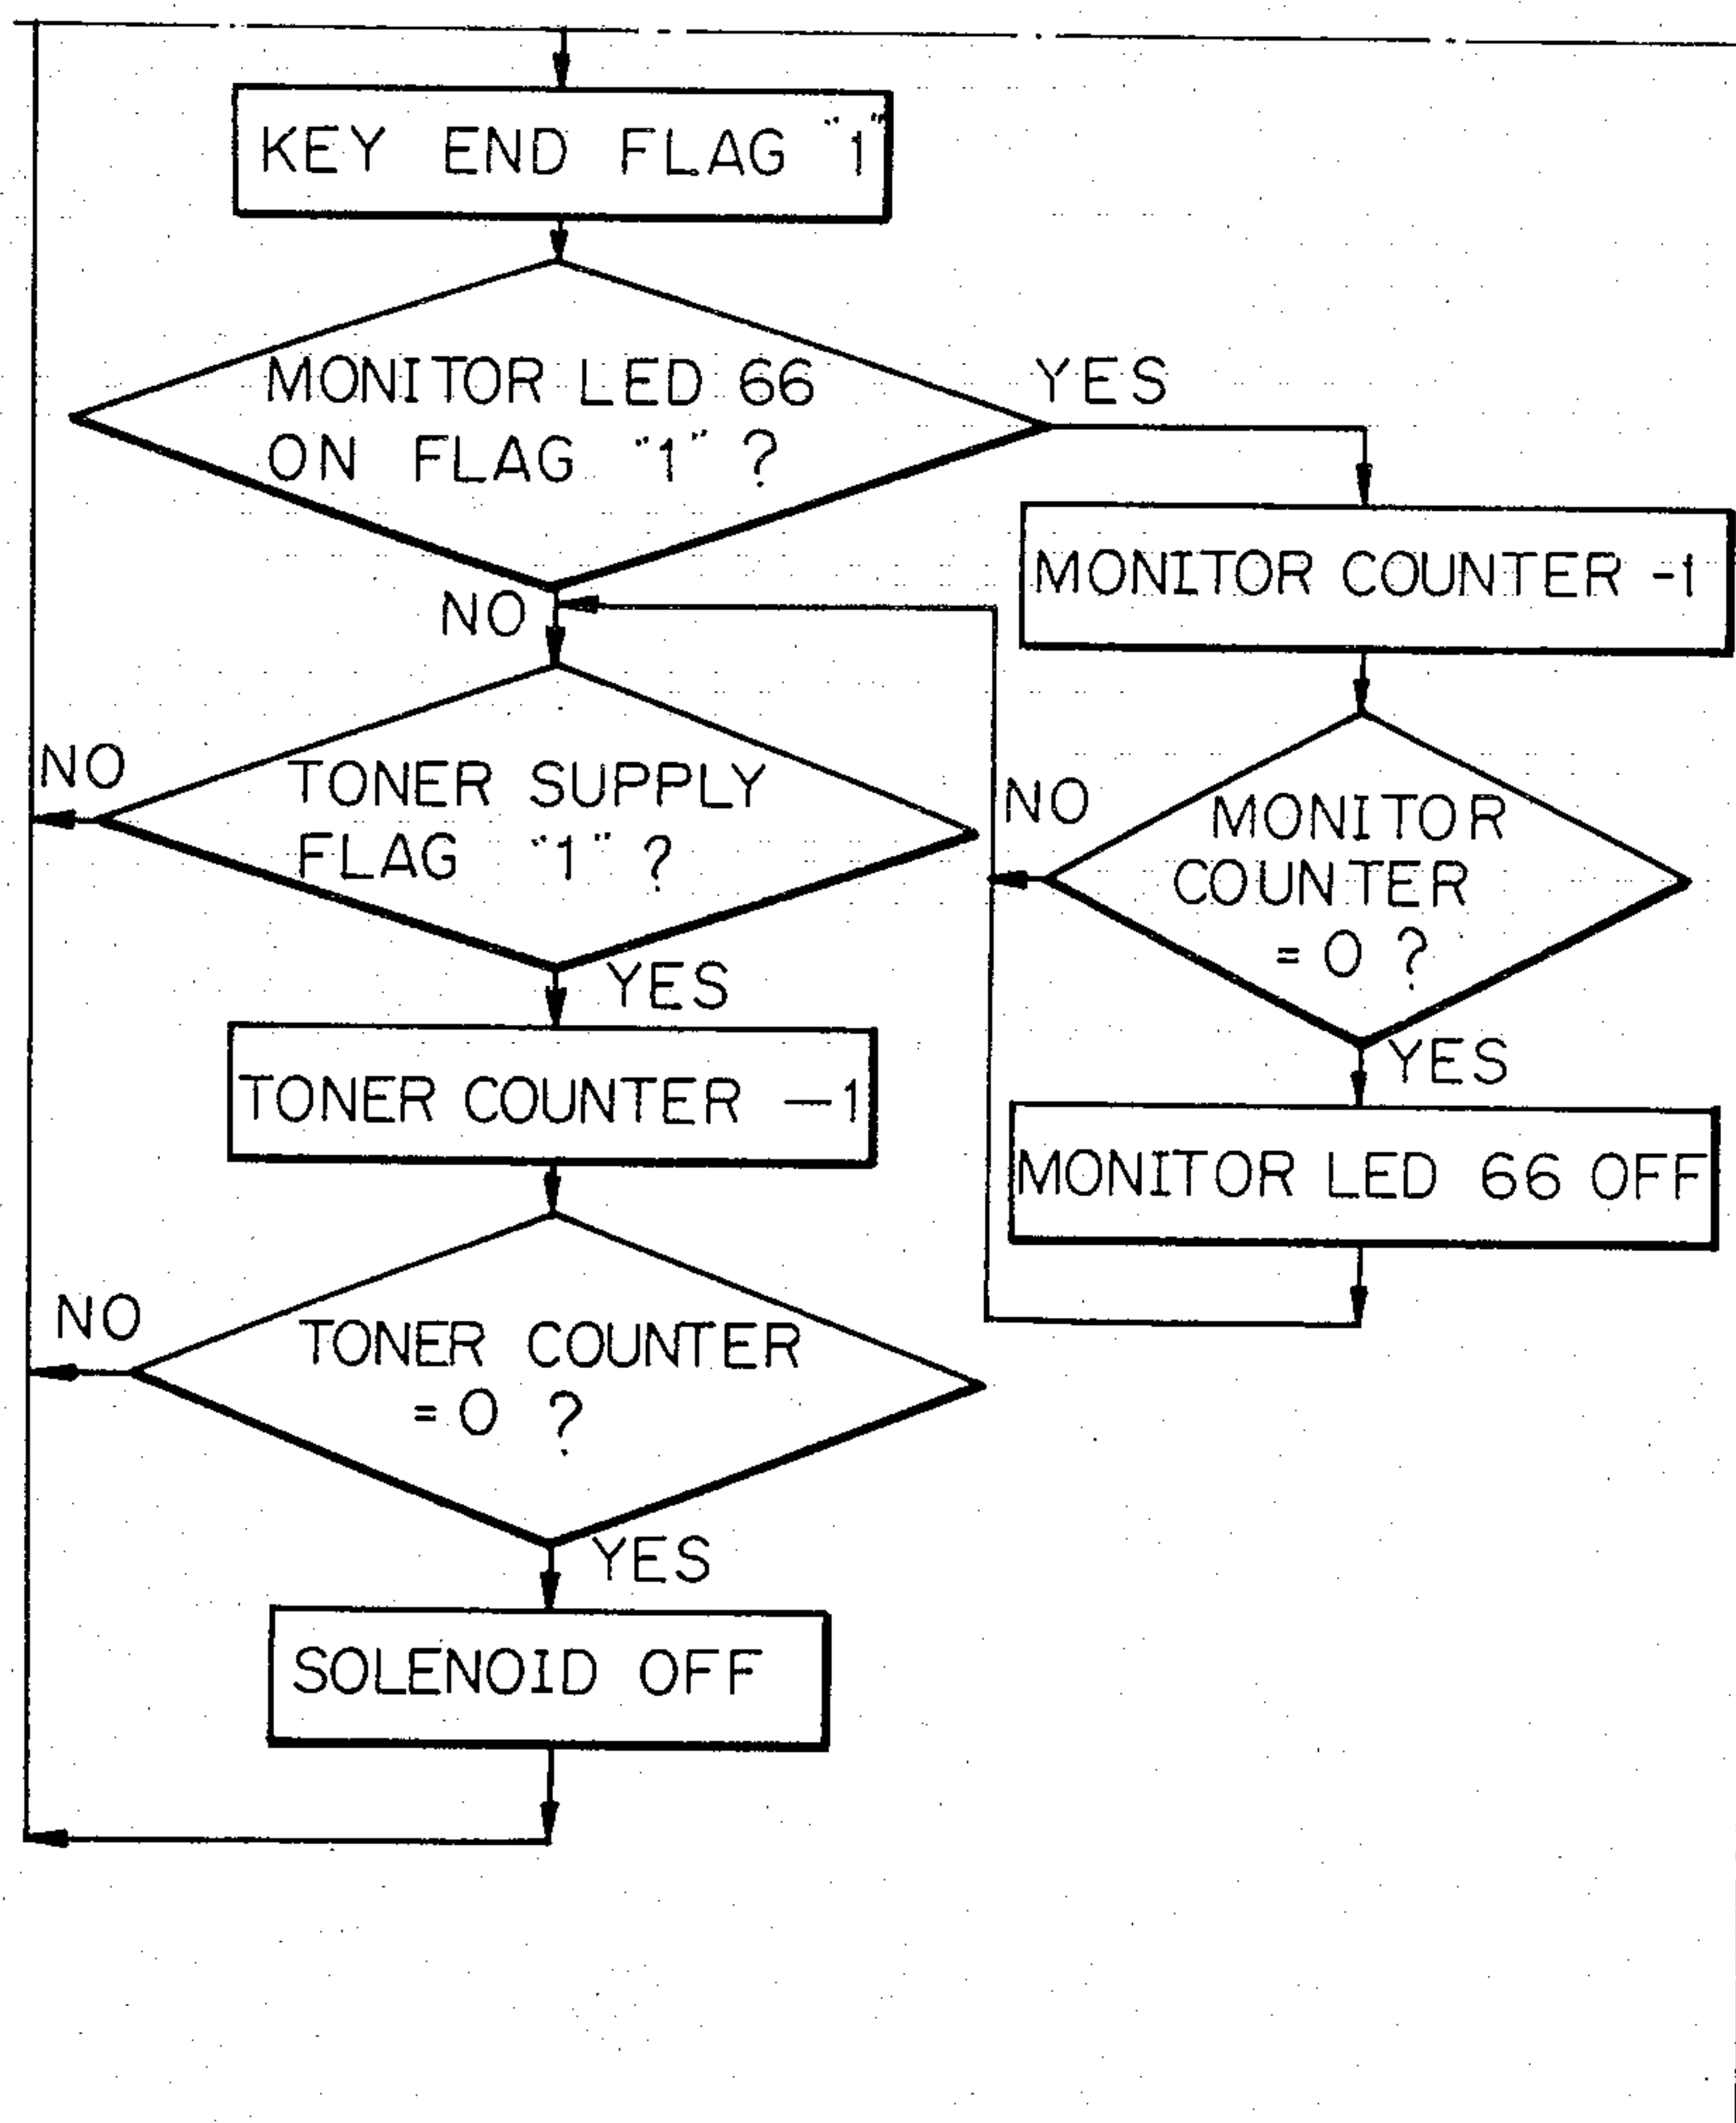 KEY END FLAG "1"
MONITOR LED 66
ON FLAG "1" ?
YES
MONITOR COUNTER -1
NO
TONER SUPPLY
FLAG "1" ?
NO
NO
MONITOR
COUNTER
= 0 ?
YES
YES
TONER COUNTER -1
MONITOR LED 66 OFF
NO
TONER COUNTER
= 0 ?
YES
SOLENOID OFF